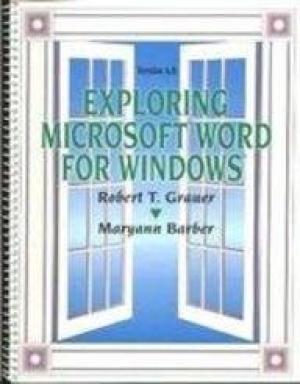 EXPLORING
MICROSOFT WORD
FOR WINDOWS
Robert T. Grauer
Maryann Barber